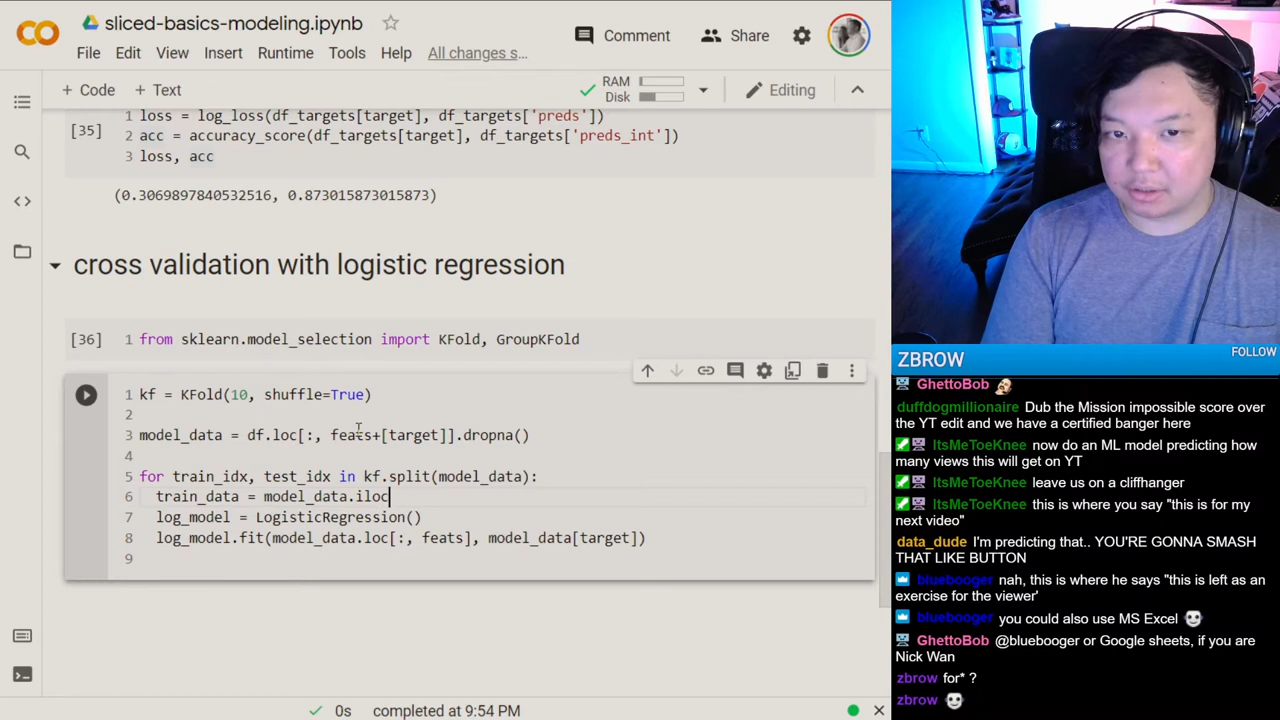 sliced-basics-modeling.ipynb
Comment
Share
File Edit View Insert Runtime Tools Help All changes s…
+ Code + Text
RAM
Disk
Editing
[35]
1 loss = log_loss(df_targets[target], df_targets['preds'])
2 acc = accuracy_score(df_targets[target], df_targets['preds_int'])
3 loss, acc
(0.3069897840532516, 0.873015873015873)
cross validation with logistic regression
[36] 1 from sklearn.model_selection import KFold, GroupKFold
1 kf = KFold(10, shuffle=True)
2
3 model_data = df.loc[:, feats+[target]].dropna()
4
5 for train_idx, test_idx in kf.split(model_data):
6 train_data = model_data.iloc
7 log_model = LogisticRegression()
8 log_model.fit(model_data.loc[:, feats], model_data[target])
9
0s completed at 9:54 PM
ZBROW
FOLLOW
GhettoBob
duffdogmillionaire Dub the Mission impossible score over
the YT edit and we have a certified banger here
ItsMeToeKnee now do an ML model predicting how
many views this will get on YT
ItsMeToeKnee leave us on a cliffhanger
ItsMeToeKnee this is where you say "this is for my
next video"
data_dude I'm predicting that.. YOU'RE GONNA SMASH
THAT LIKE BUTTON
bluebooger nah, this is where he says "this is left as an
exercise for the viewer'
bluebooger you could also use MS Excel
GhettoBob @bluebooger or Google sheets, if you are
Nick Wan
zbrow for* ?
zbrow